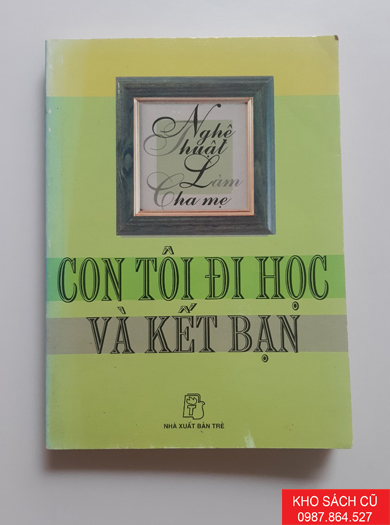 Nghệ
Thuật
Làm
Cha mẹ
CON TÔI ĐI HỌC
VÀ KẾT BẠN
NHÀ XUẤT BẢN TRẺ
KHO SÁCH CŨ
0987.864.527